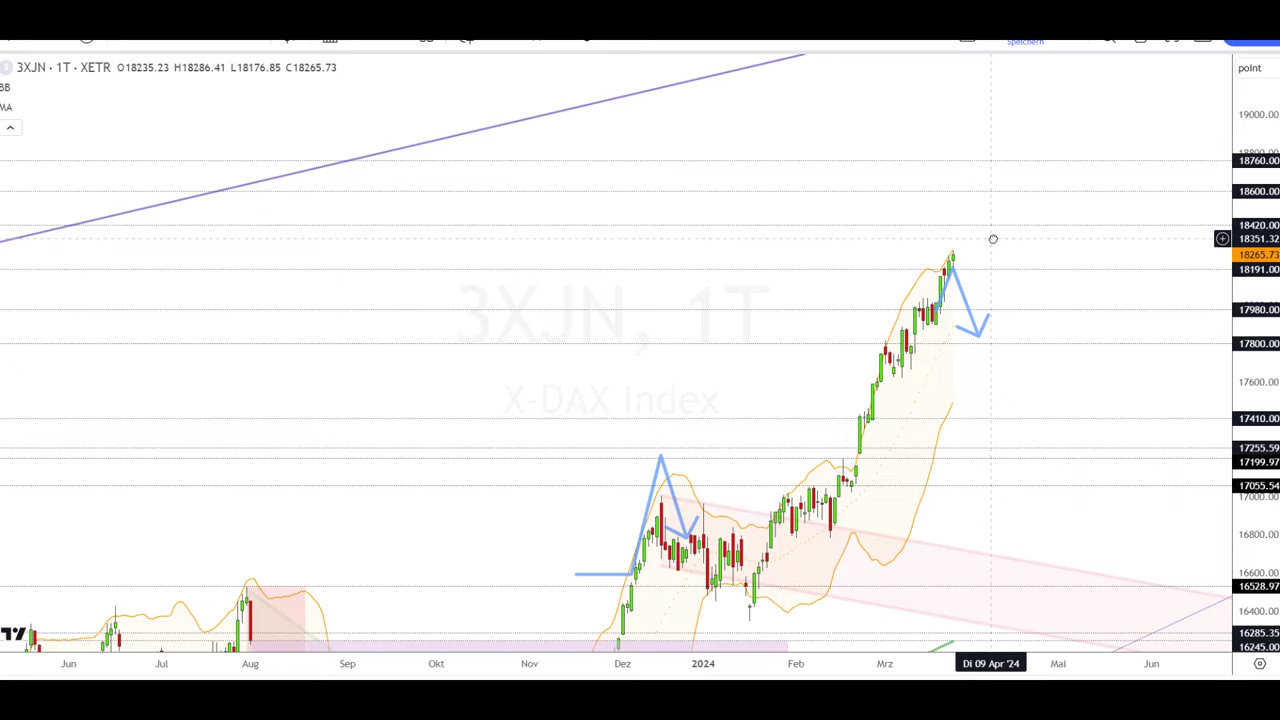 Speichern
3XJN · 1T · XETR O18235.23 H18286.41 L18176.85 C18265.73
point
BB
MA
19000.00
18760.00
18600.00
18420.00
18351.32
18265.73
18191.00
17980.00
17800.00
17600.00
17410.00
17255.59
17199.97
17055.54
17000.00
16800.00
16600.00
16528.97
16400.00
16285.35
16245.00
3XJN, 1T
X-DAX Index
Jun Jul Aug Sep Okt Nov Dez 2024 Feb Mrz Di 09 Apr '24 Mai Jun